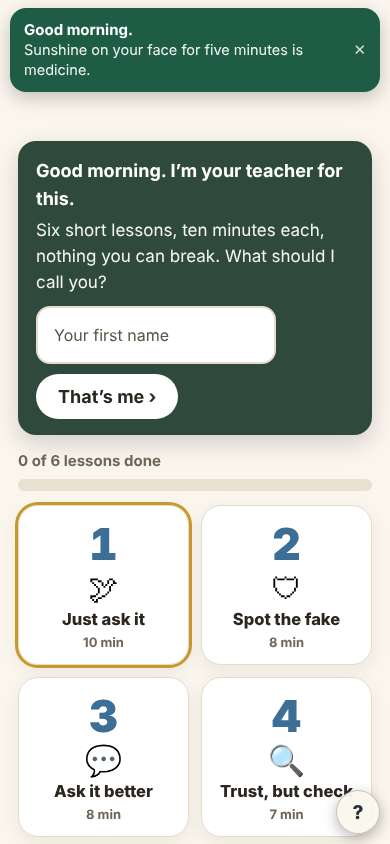 Good morning.
Sunshine on your face for five minutes is
medicine.
×
Good morning. I’m your teacher for
this.
Six short lessons, ten minutes each,
nothing you can break. What should I
call you?
Your first name
That’s me ›
0 of 6 lessons done
1
Just ask it
10 min
2
Spot the fake
8 min
3
Ask it better
8 min
4
Trust, but check
7 min
?